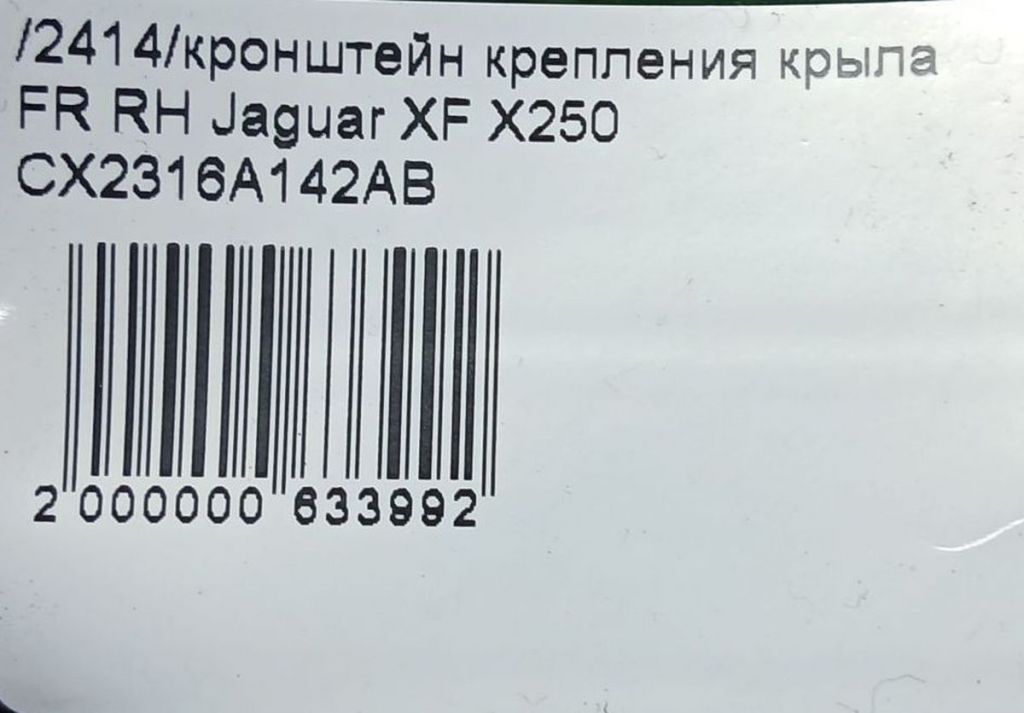 /2414/кронштейн крепления крыла
FR RH Jaguar XF X250
CX2316A142AB
2 000000 633992